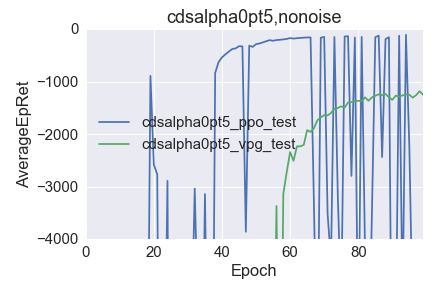 cdsalpha0pt5,nonoise
AverageEpRet
0
−1000
−2000
−3000
−4000
cdsalpha0pt5_ppo_test
cdsalpha0pt5_vpg_test
0
20
40
60
80
Epoch